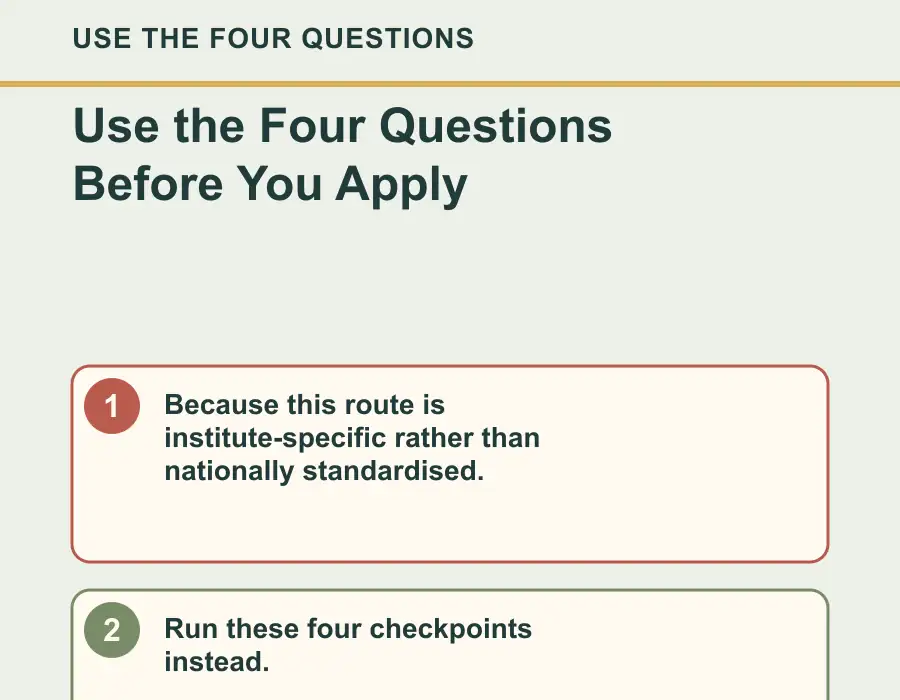 USE THE FOUR QUESTIONS
Use the Four Questions
Before You Apply
1
Because this route is
institute-specific rather than
nationally standardised.
2
Run these four checkpoints
instead.